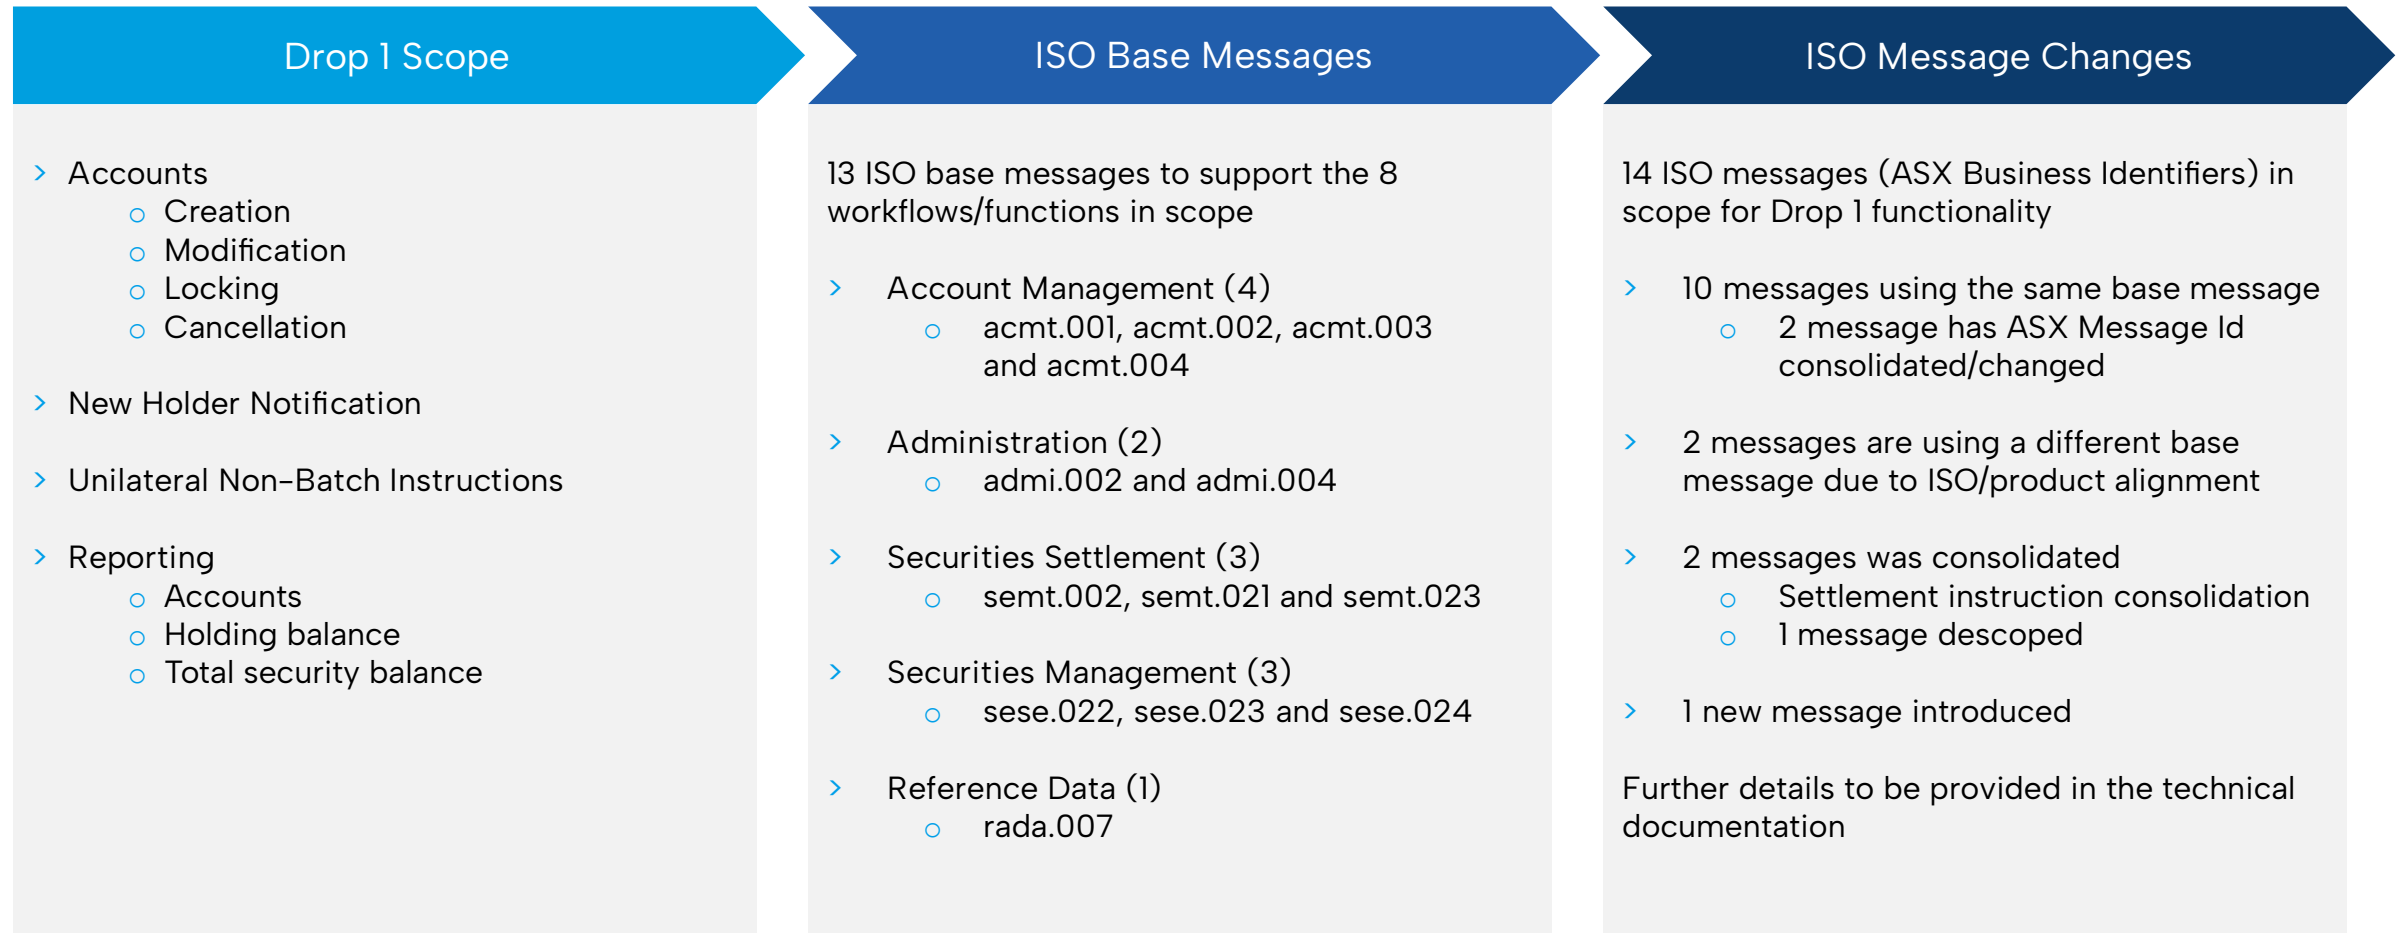 Drop 1 Scope
> Accounts
o Creation
o Modification
o Locking
o Cancellation
> New Holder Notification
> Unilateral Non-Batch Instructions
> Reporting
o Accounts
o Holding balance
o Total security balance
ISO Base Messages
13 ISO base messages to support the 8
workflows/functions in scope
> Account Management (4)
o acmt.001, acmt.002, acmt.003
and acmt.004
> Administration (2)
o admi.002 and admi.004
> Securities Settlement (3)
o semt.002, semt.021 and semt.023
> Securities Management (3)
o sese.022, sese.023 and sese.024
> Reference Data (1)
o rada.007
ISO Message Changes
14 ISO messages (ASX Business Identifiers) in
scope for Drop 1 functionality
> 10 messages using the same base message
o 2 message has ASX Message Id
consolidated/changed
> 2 messages are using a different base
message due to ISO/product alignment
> 2 messages was consolidated
o Settlement instruction consolidation
o 1 message descoped
> 1 new message introduced
Further details to be provided in the technical
documentation